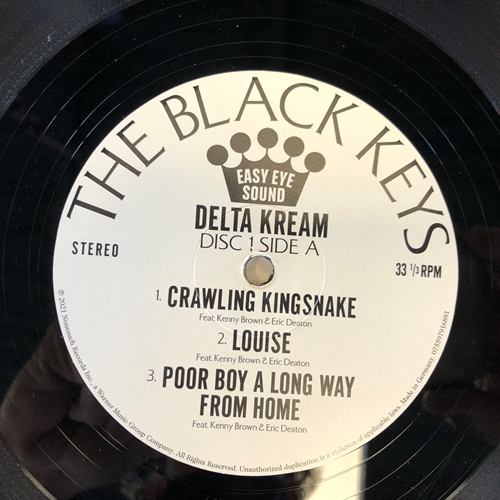 THE BLACK KEYS
EASY EYE
SOUND
DELTA KREAM
DISC 1 SIDE A
STEREO
33 1/3 RPM
1. CRAWLING KINGSNAKE
Feat. Kenny Brown & Eric Deaton
2. LOUISE
Feat. Kenny Brown & Eric Deaton
3. POOR BOY A LONG WAY
FROM HOME
Feat. Kenny Brown & Eric Deaton
℗ 2021 Nonesuch Records Inc., a Warner Music Group Company. All Rights Reserved. Unauthorized duplication is a violation of applicable laws. Made in Germany. 075597916881